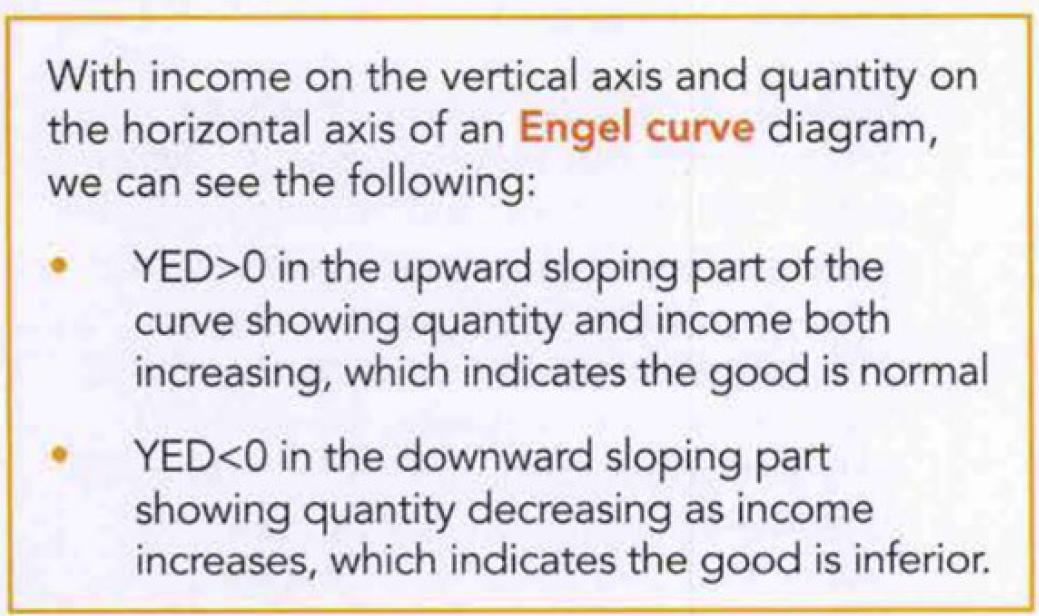 With income on the vertical axis and quantity on
the horizontal axis of an Engel curve diagram,
we can see the following:
• YED>0 in the upward sloping part of the
curve showing quantity and income both
increasing, which indicates the good is normal
• YED<0 in the downward sloping part
showing quantity decreasing as income
increases, which indicates the good is inferior.